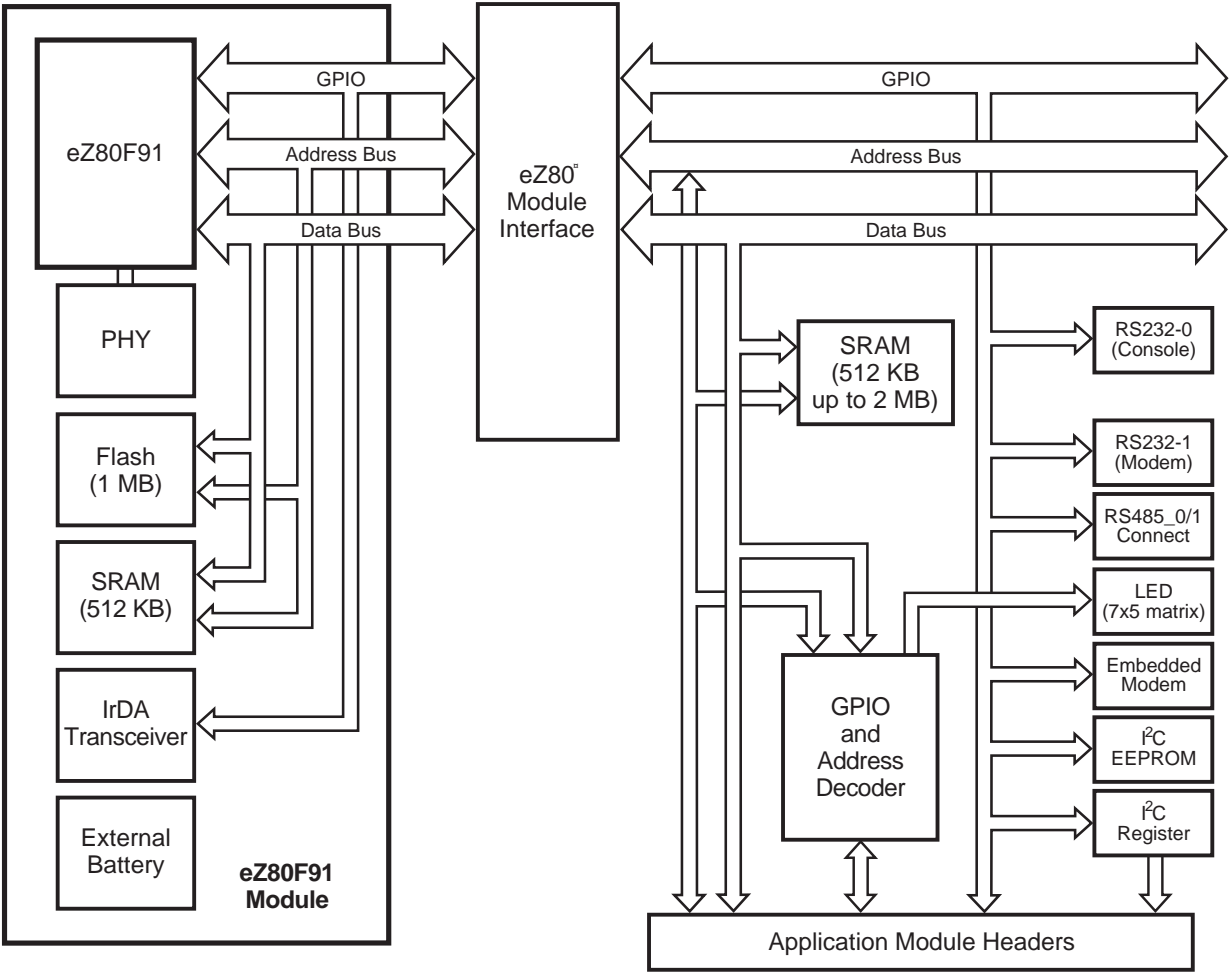 eZ80F91
GPIO
Address Bus
Data Bus
PHY
Flash
(1 MB)
SRAM
(512 KB)
IrDA
Transceiver
External
Battery
eZ80F91
Module
eZ80¤
Module
Interface
GPIO
Address Bus
Data Bus
SRAM
(512 KB
up to 2 MB)
GPIO
and
Address
Decoder
RS232-0
(Console)
RS232-1
(Modem)
RS485_0/1
Connect
LED
(7x5 matrix)
Embedded
Modem
I²C
EEPROM
I²C
Register
Application Module Headers